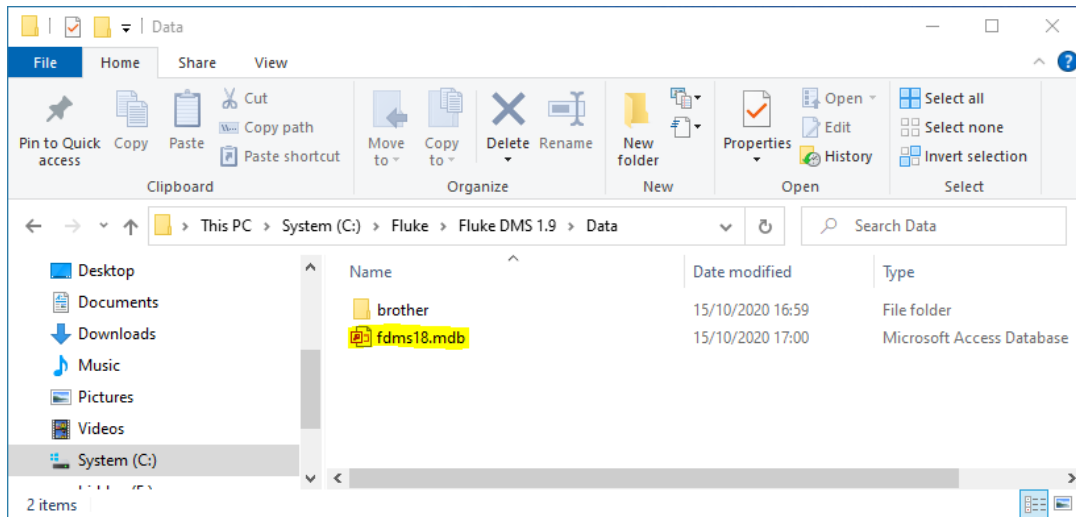 Data
File Home Share View
Pin to Quick access
Copy
Paste
Cut
Copy path
Paste shortcut
Move to
Copy to
Delete
Rename
New folder
Properties
Open
Edit
History
Select all
Select none
Invert selection
Clipboard Organize New Open Select
This PC > System (C:) > Fluke > Fluke DMS 1.9 > Data
Search Data
Desktop
Documents
Downloads
Music
Pictures
Videos
System (C:)
Name Date modified Type
brother 15/10/2020 16:59 File folder
fdms18.mdb 15/10/2020 17:00 Microsoft Access Database
2 items